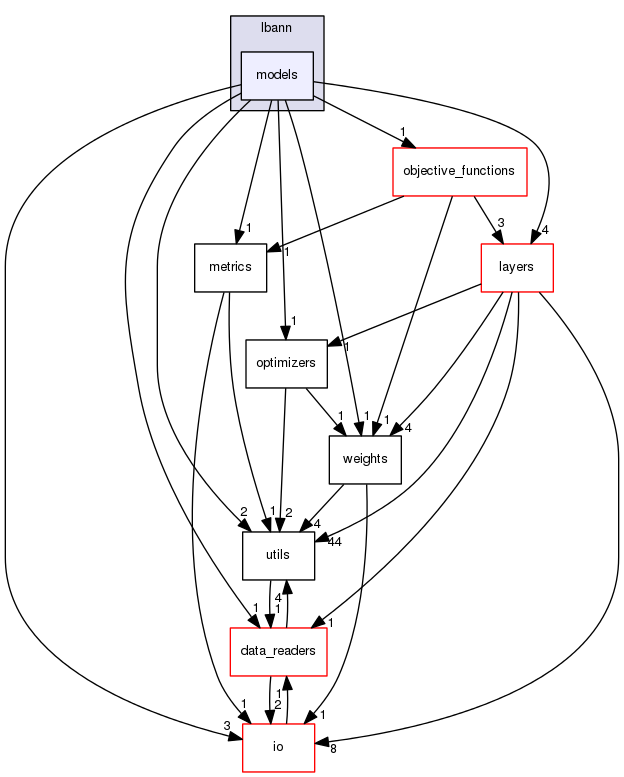 lbann
models
1
objective_functions
1
3
4
metrics
1
layers
1
optimizers
1
1
1
1
4
weights
2
1
2
4
44
utils
1
4
1
1
data_readers
1
1
2
1
3
8
io